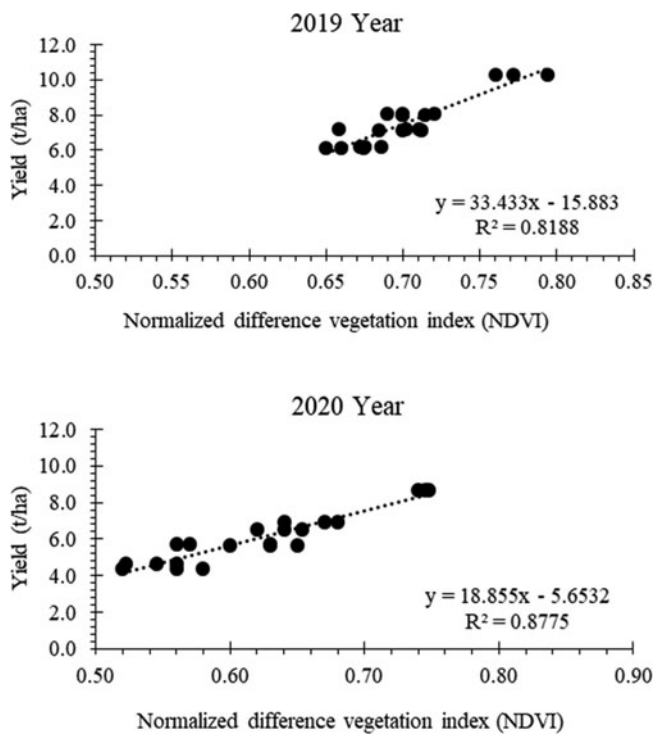 2019 Year
12.0
10.0
8.0
6.0
4.0
2.0
0.0
Yield (t/ha)
y = 33.433x - 15.883
R² = 0.8188
0.50 0.55 0.60 0.65 0.70 0.75 0.80 0.85
Normalized difference vegetation index (NDVI)
2020 Year
12.0
10.0
8.0
6.0
4.0
2.0
0.0
Yield (t/ha)
y = 18.855x - 5.6532
R² = 0.8775
0.50 0.60 0.70 0.80 0.90
Normalized difference vegetation index (NDVI)